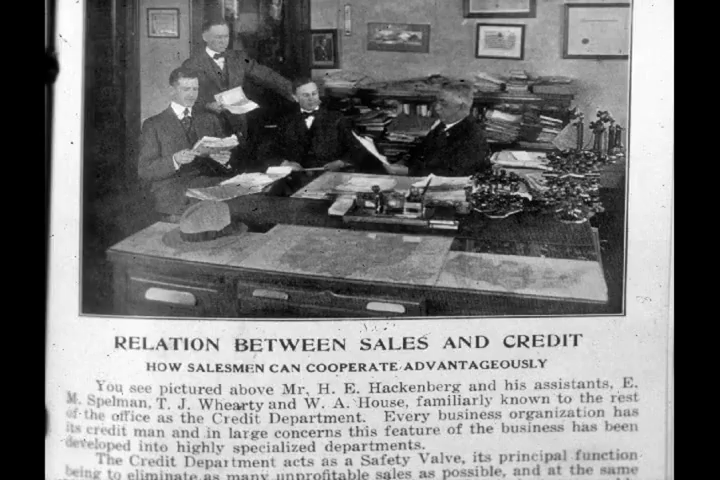 RELATION BETWEEN SALES AND CREDIT
HOW SALESMEN CAN COOPERATE ADVANTAGEOUSLY
You see pictured above Mr. H. E. Hackenberg and his assistants, E.
M. Spelman, T. J. Whearty and W. A. House, familiarly known to the rest
of the office as the Credit Department. Every business organization has
its credit man and in large concerns this feature of the business has been
developed into highly specialized departments.
The Credit Department acts as a Safety Valve, its principal function
being to eliminate as many unprofitable sales as possible, and at the same